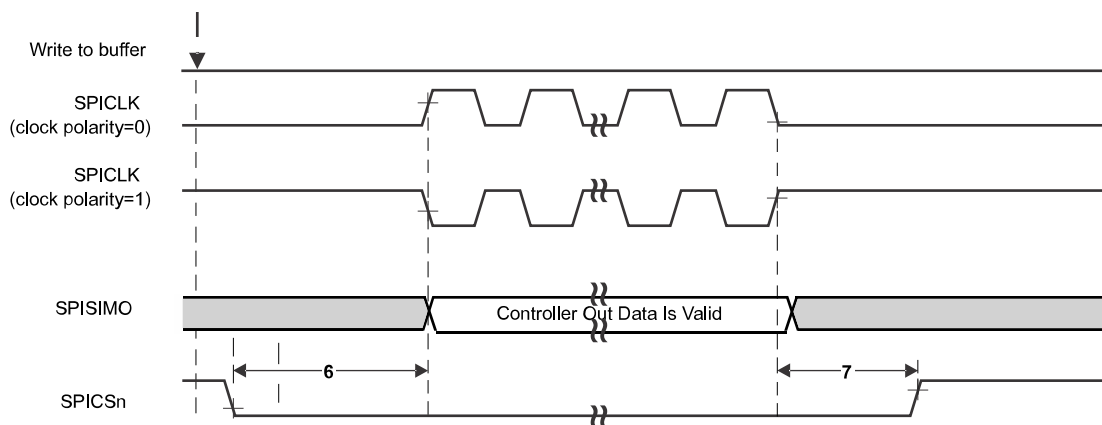 Write to buffer
SPICLK
(clock polarity=0)
SPICLK
(clock polarity=1)
SPISIMO
Controller Out Data Is Valid
6
7
SPICSn